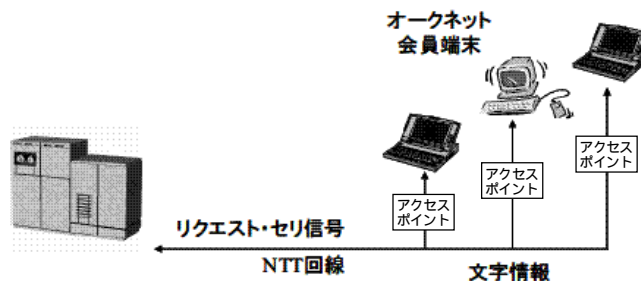 オークネット
会員端末
アクセス
ポイント
アクセス
ポイント
アクセス
ポイント
リクエスト・セリ信号
NTT回線
文字情報